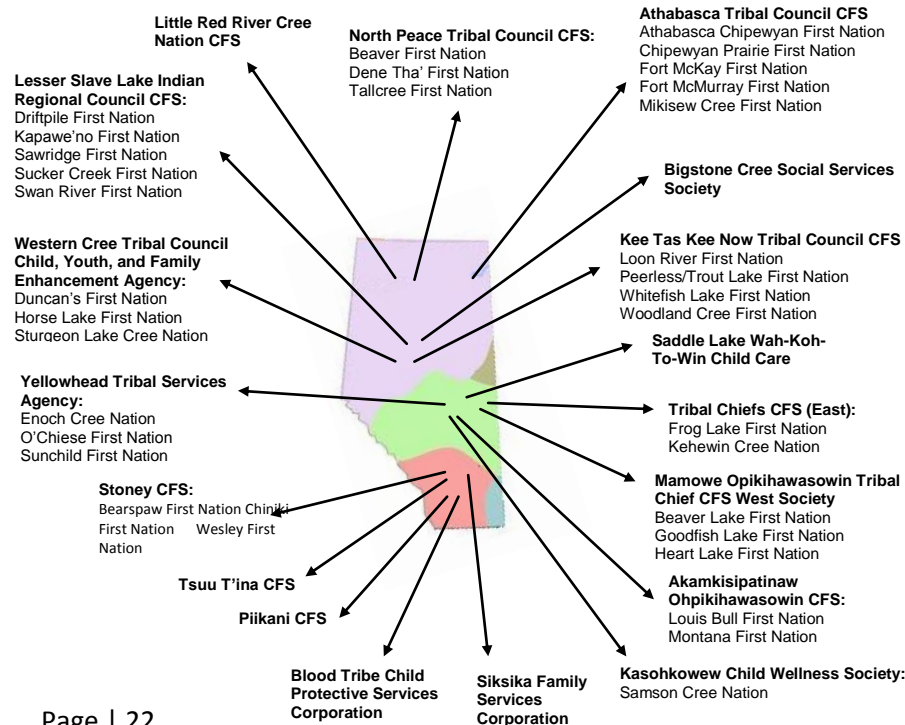 Little Red River Cree
Nation CFS
North Peace Tribal Council CFS:
Beaver First Nation
Dene Tha' First Nation
Tallcree First Nation
Athabasca Tribal Council CFS
Athabasca Chipewyan First Nation
Chipewyan Prairie First Nation
Fort McKay First Nation
Fort McMurray First Nation
Mikisew Cree First Nation
Lesser Slave Lake Indian
Regional Council CFS:
Driftpile First Nation
Kapawe'no First Nation
Sawridge First Nation
Sucker Creek First Nation
Swan River First Nation
Bigstone Cree Social Services
Society
Western Cree Tribal Council
Child, Youth, and Family
Enhancement Agency:
Duncan's First Nation
Horse Lake First Nation
Sturgeon Lake Cree Nation
Kee Tas Kee Now Tribal Council CFS
Loon River First Nation
Peerless/Trout Lake First Nation
Whitefish Lake First Nation
Woodland Cree First Nation
Saddle Lake Wah-Koh-
To-Win Child Care
Yellowhead Tribal Services
Agency:
Enoch Cree Nation
O'Chiese First Nation
Sunchild First Nation
Tribal Chiefs CFS (East):
Frog Lake First Nation
Kehewin Cree Nation
Mamowe Opikihawasowin Tribal
Chief CFS West Society
Beaver Lake First Nation
Goodfish Lake First Nation
Heart Lake First Nation
Stoney CFS:
Bearspaw First Nation Chiniki
First Nation Wesley First
Nation
Tsuu T'ina CFS
Piikani CFS
Akamkisipatinaw
Ohpikihawasowin CFS:
Louis Bull First Nation
Montana First Nation
Blood Tribe Child
Protective Services
Corporation
Siksika Family
Services
Corporation
Kasohkowew Child Wellness Society:
Samson Cree Nation
Page | 22